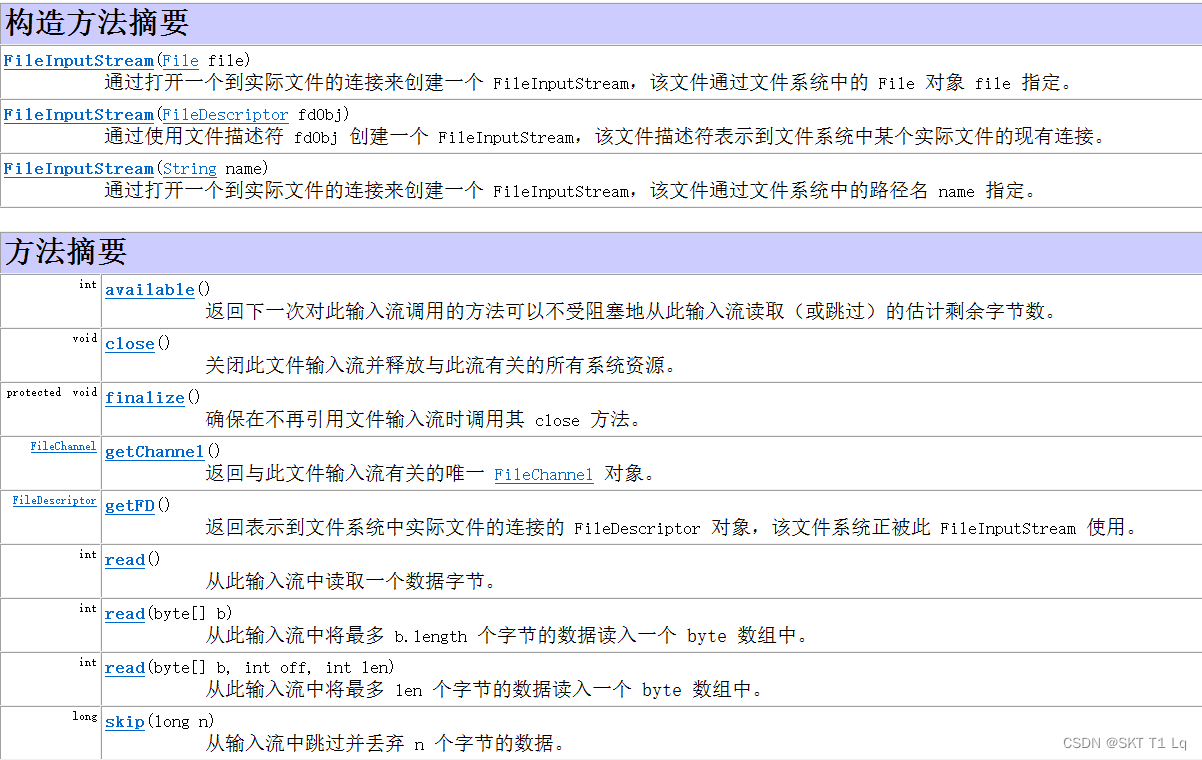 构造方法摘要
FileInputStream(File file)
通过打开一个到实际文件的连接来创建一个 FileInputStream，该文件通过文件系统中的 File 对象 file 指定。
FileInputStream(FileDescriptor fdObj)
通过使用文件描述符 fdObj 创建一个 FileInputStream，该文件描述符表示到文件系统中某个实际文件的现有连接。
FileInputStream(String name)
通过打开一个到实际文件的连接来创建一个 FileInputStream，该文件通过文件系统中的路径名 name 指定。
方法摘要
int available()
返回下一次对此输入流调用的方法可以不受阻塞地从此输入流读取（或跳过）的估计剩余字节数。
void close()
关闭此文件输入流并释放与此流有关的所有系统资源。
protected void finalize()
确保在不再引用文件输入流时调用其 close 方法。
FileChannel getChannel()
返回与此文件输入流有关的唯一 FileChannel 对象。
FileDescriptor getFD()
返回表示到文件系统中实际文件的连接的 FileDescriptor 对象，该文件系统正被此 FileInputStream 使用。
int read()
从此输入流中读取一个数据字节。
int read(byte[] b)
从此输入流中将最多 b.length 个字节的数据读入一个 byte 数组中。
int read(byte[] b, int off, int len)
从此输入流中将最多 len 个字节的数据读入一个 byte 数组中。
long skip(long n)
从输入流中跳过并丢弃 n 个字节的数据。
CSDN @SKT T1 Lq